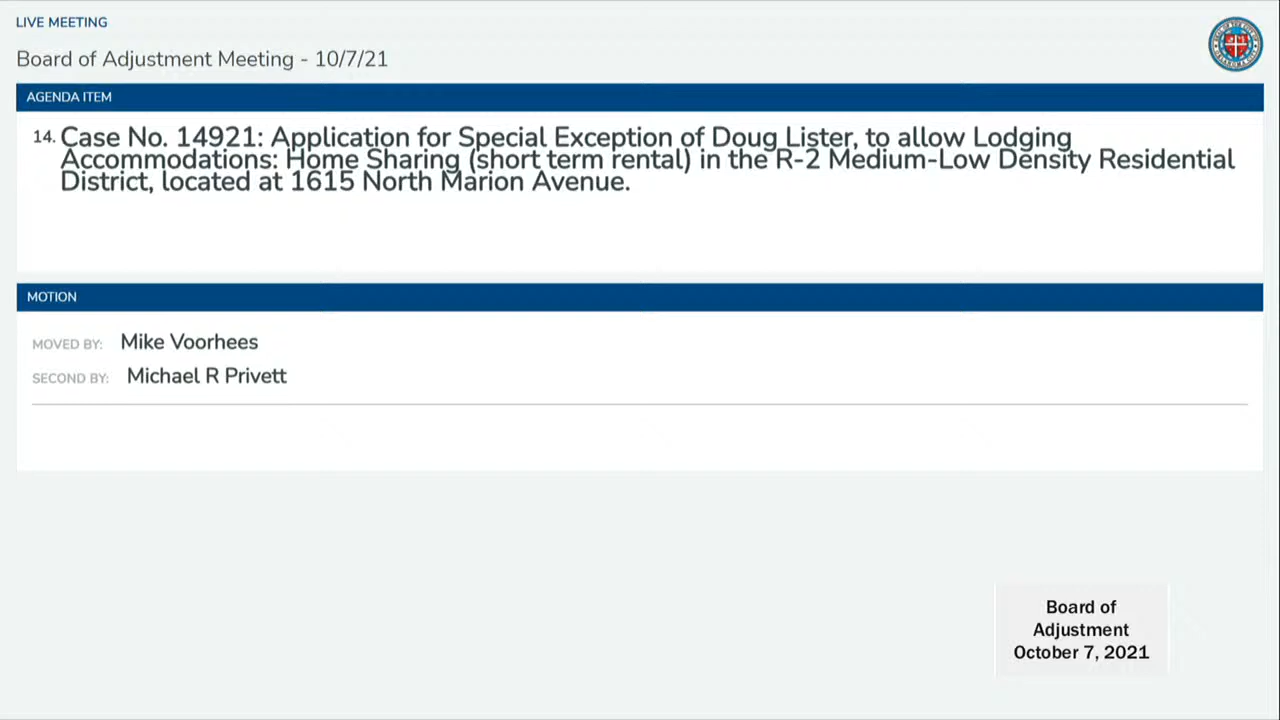 LIVE MEETING
Board of Adjustment Meeting - 10/7/21
AGENDA ITEM
14. Case No. 14921: Application for Special Exception of Doug Lister, to allow Lodging
Accommodations: Home Sharing (short term rental) in the R-2 Medium-Low Density Residential
District, located at 1615 North Marion Avenue.
MOTION
MOVED BY: Mike Voorhees
SECOND BY: Michael R Privett
Board of
Adjustment
October 7, 2021